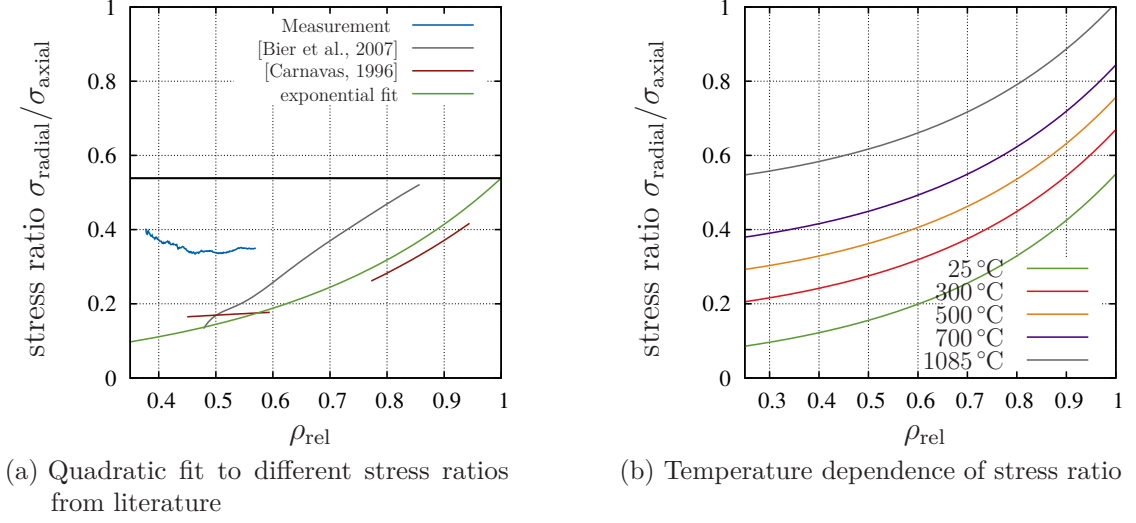 stress ratio σradial/σaxial
1
0.8
0.6
0.4
0.2
0
Measurement
[Bier et al., 2007]
[Carnavas, 1996]
exponential fit
0.4 0.5 0.6 0.7 0.8 0.9 1
ρrel
(a) Quadratic fit to different stress ratios
from literature
stress ratio σradial/σaxial
1
0.8
0.6
0.4
0.2
0
25 °C
300 °C
500 °C
700 °C
1085 °C
0.3 0.4 0.5 0.6 0.7 0.8 0.9 1
ρrel
(b) Temperature dependence of stress ratio